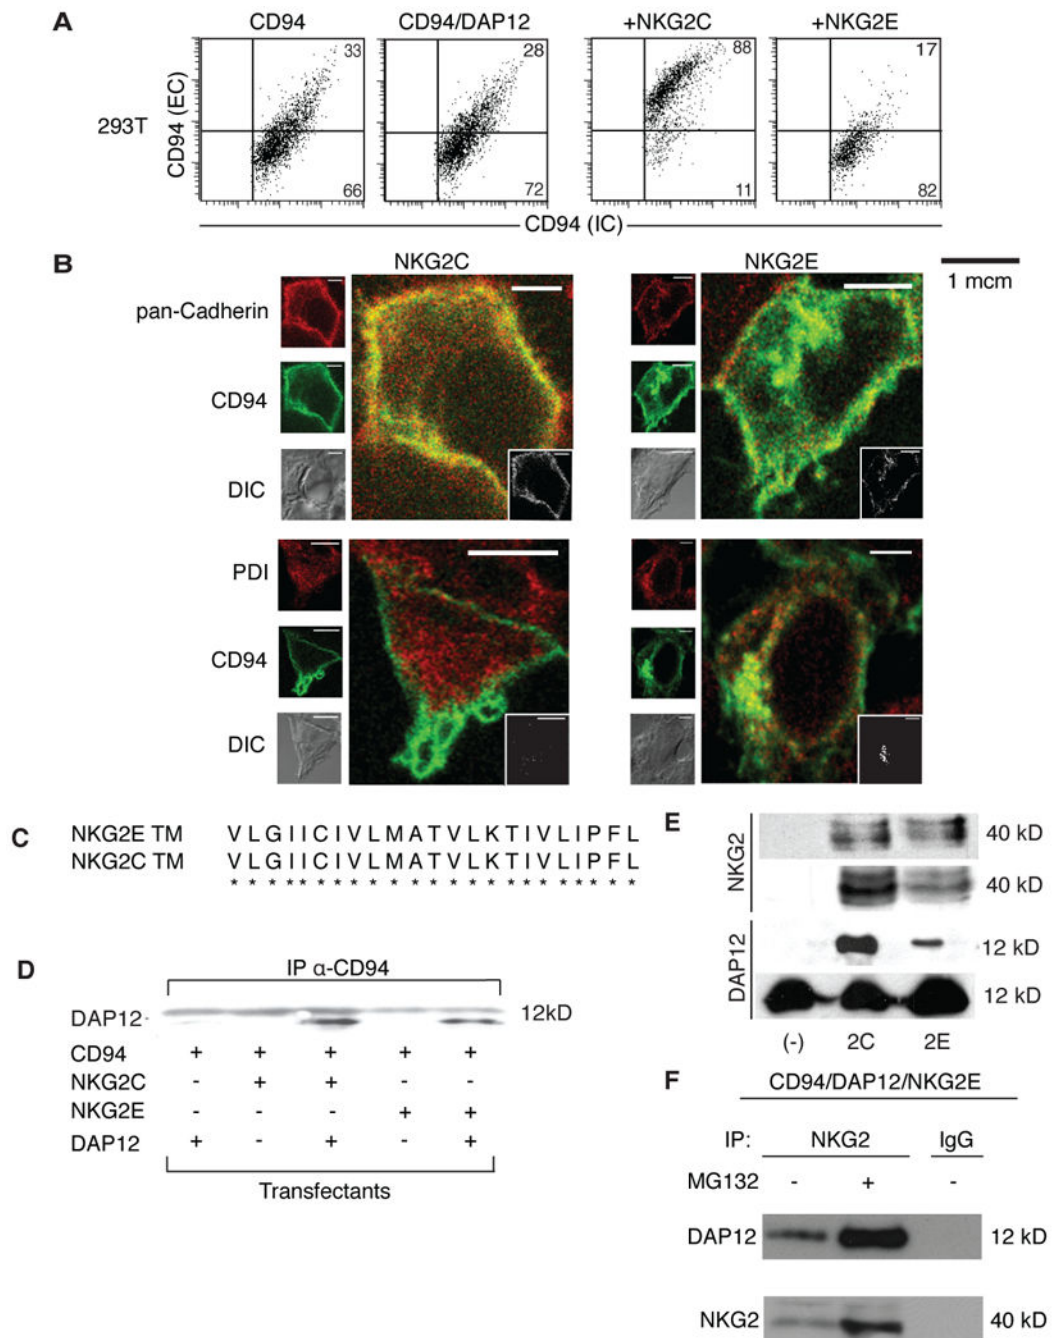 A
CD94 CD94/DAP12 +NKG2C +NKG2E
33 28 88 17
CD94 (EC)
293T
66 72 11 82
CD94 (IC)
B
NKG2C NKG2E
1 mcm
pan-Cadherin
CD94
DIC
PDI
CD94
DIC
C
NKG2E TM V L G I I C I V L M A T V L K T I V L I P F L
NKG2C TM V L G I I C I V L M A T V L K T I V L I P F L
* * * * * * * * * * * * * * * * * * * * * * *
D
IP α-CD94
DAP12 12kD
CD94 + + + + +
NKG2C - + + - -
NKG2E - - - + +
DAP12 + - + - +
Transfectants
E
NKG2
40 kD
40 kD
DAP12
12 kD
12 kD
(-) 2C 2E
F
CD94/DAP12/NKG2E
IP: NKG2 IgG
MG132 - + -
DAP12 12 kD
NKG2 40 kD